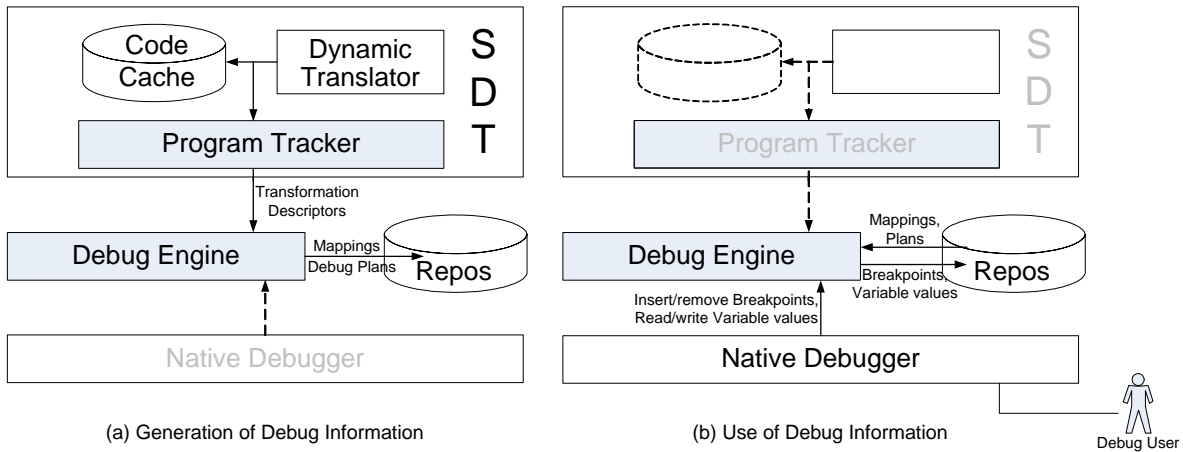 Code
Cache
Dynamic
Translator
S
D
T
Program Tracker
Transformation
Descriptors
Debug Engine
Mappings
Debug Plans
Repos
Native Debugger
(a) Generation of Debug Information
S
D
T
Program Tracker
Debug Engine
Mappings,
Plans
Breakpoints,
Variable values
Repos
Insert/remove Breakpoints,
Read/write Variable values
Native Debugger
(b) Use of Debug Information
Debug User